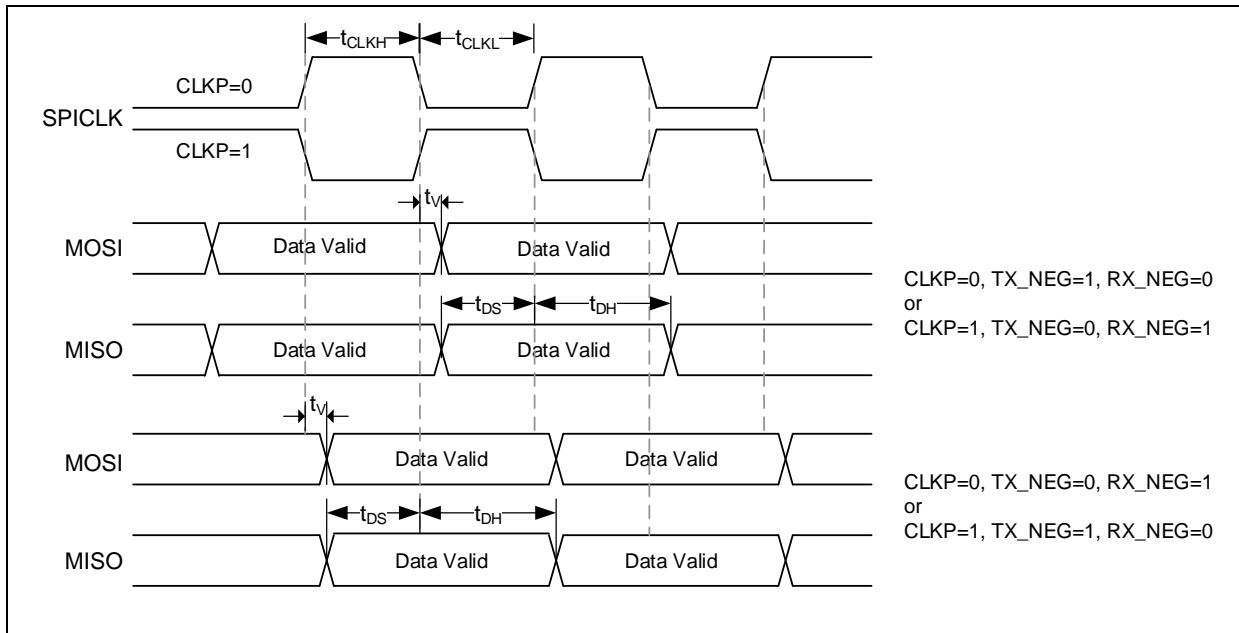 tCLKH tCLKL
CLKP=0
SPICLK
CLKP=1
tV
MOSI Data Valid Data Valid
CLKP=0, TX_NEG=1, RX_NEG=0
or
CLKP=1, TX_NEG=0, RX_NEG=1
tDS tDH
MISO Data Valid Data Valid
tV
MOSI Data Valid Data Valid
CLKP=0, TX_NEG=0, RX_NEG=1
or
CLKP=1, TX_NEG=1, RX_NEG=0
tDS tDH
MISO Data Valid Data Valid